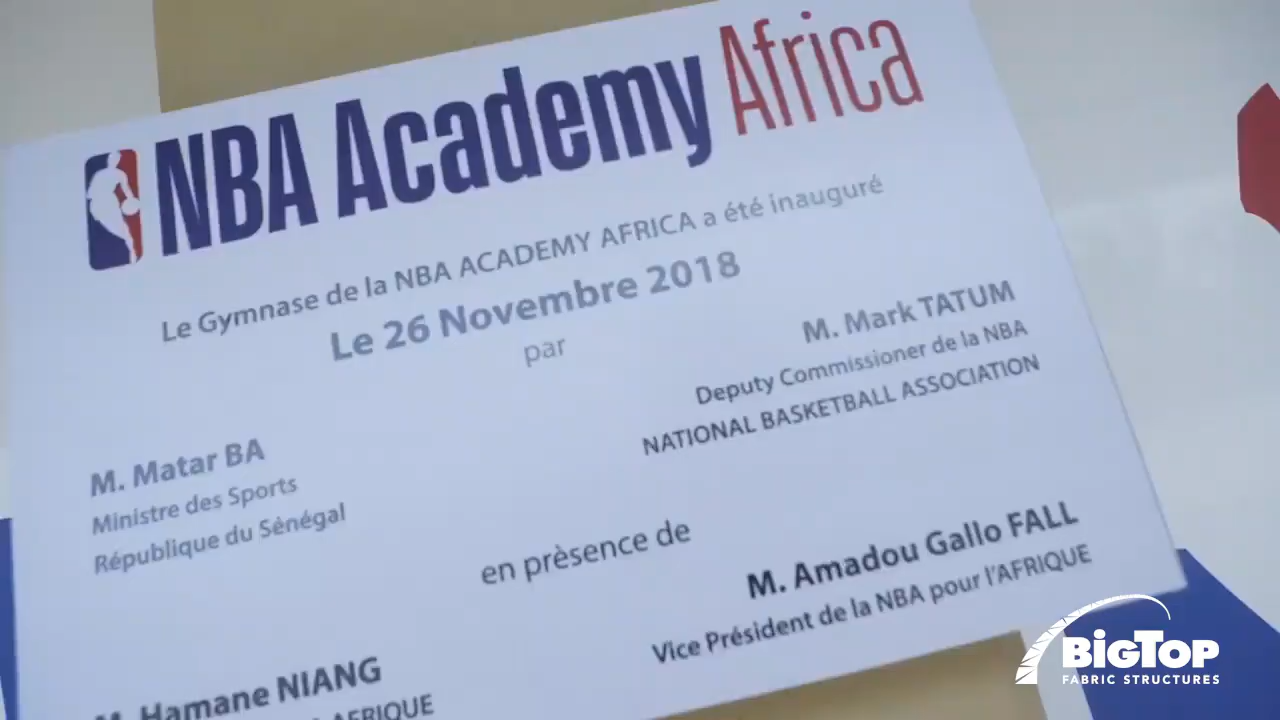 NBA Academy Africa
Le Gymnase de la NBA ACADEMY AFRICA a été inauguré
Le 26 Novembre 2018
par
M. Matar BA
Ministre des Sports
République du Sènégal
M. Mark TATUM
Deputy Commissioner de la NBA
NATIONAL BASKETBALL ASSOCIATION
en prèsence de
M. Hamane NIANG
AFRIQUE
M. Amadou Gallo FALL
Vice Président de la NBA pour l'AFRIQUE
BIGTOP
FABRIC STRUCTURES